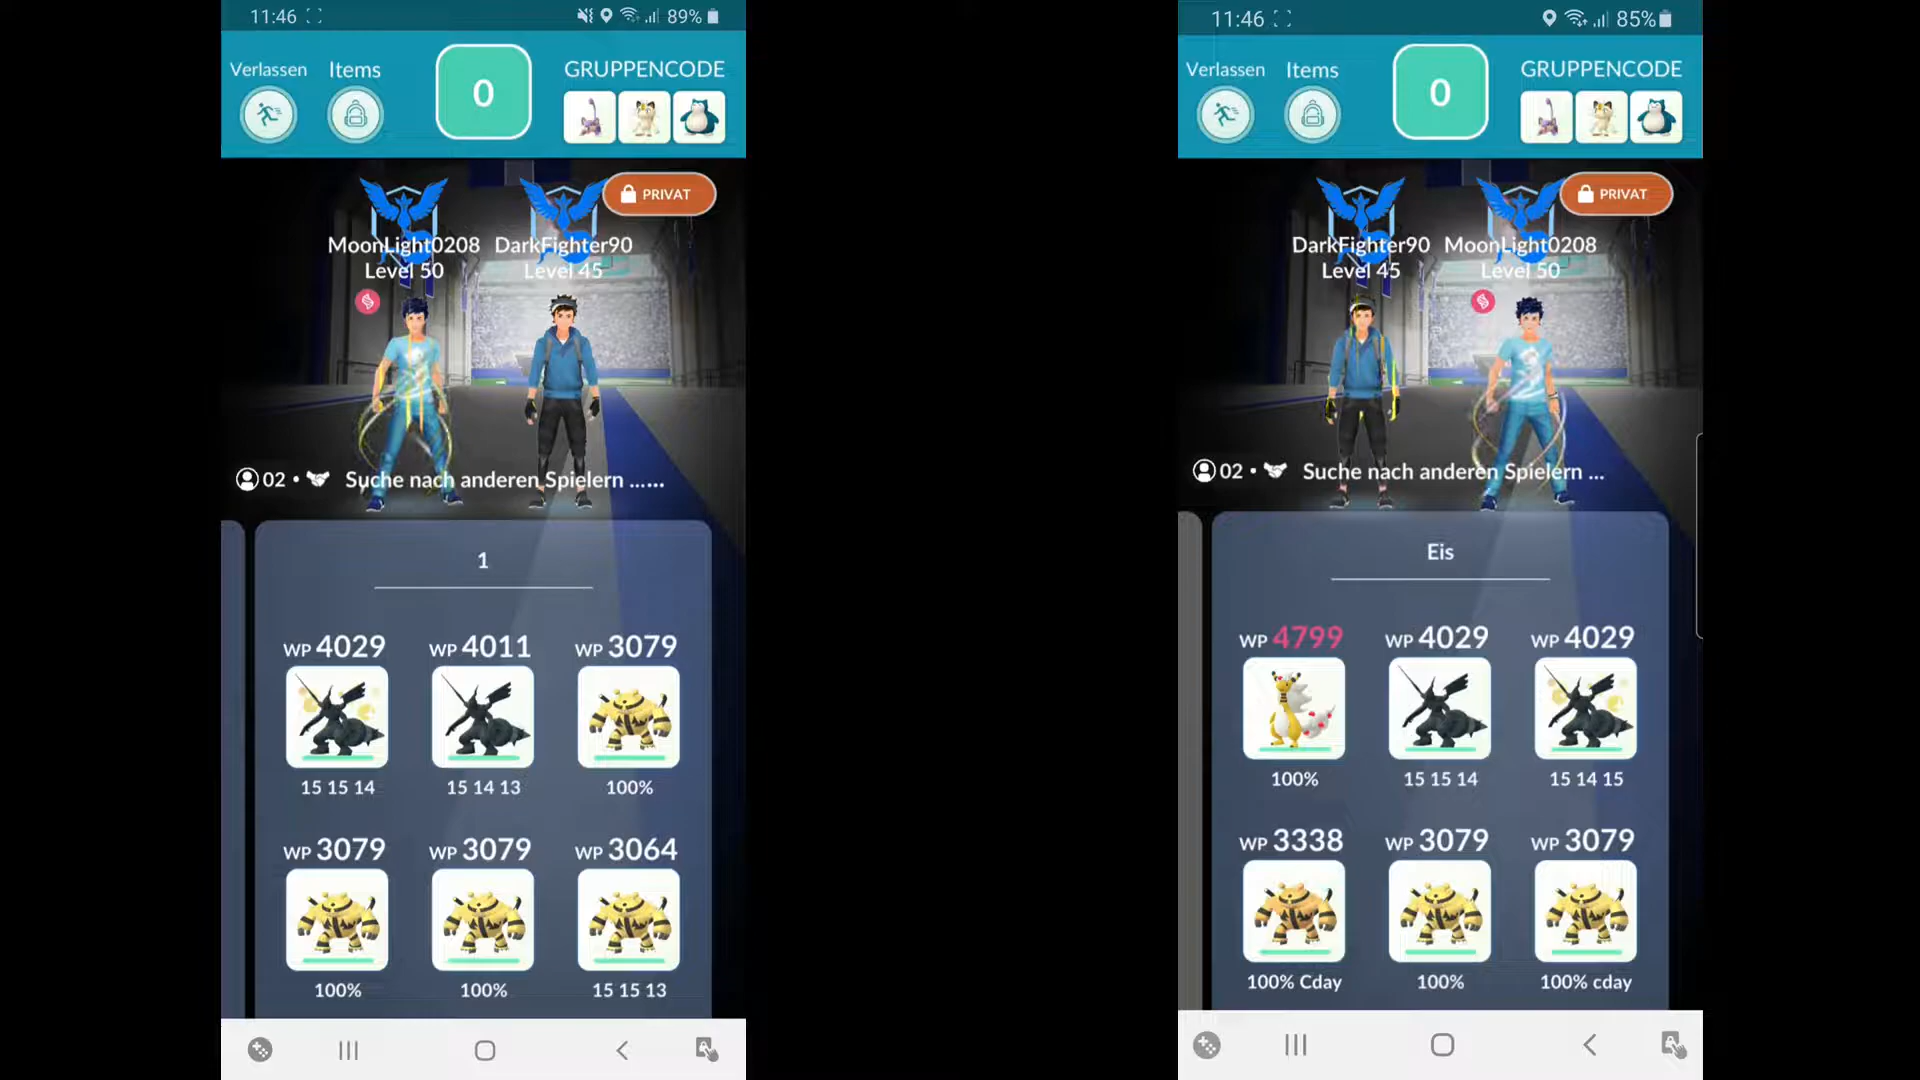 11:46
89%
Verlassen
Items
0
GRUPPENCODE
PRIVAT
MoonLight0208
Level 50
DarkFighter90
Level 45
02 • Suche nach anderen Spielern ......
1
WP 4029
WP 4011
WP 3079
15 15 14
15 14 13
100%
WP 3079
WP 3079
WP 3064
100%
100%
15 15 13
11:46
85%
Verlassen
Items
0
GRUPPENCODE
PRIVAT
DarkFighter90
Level 45
MoonLight0208
Level 50
02 • Suche nach anderen Spielern ...
Eis
WP 4799
WP 4029
WP 4029
100%
15 15 14
15 14 15
WP 3338
WP 3079
WP 3079
100% Cday
100%
100% cday